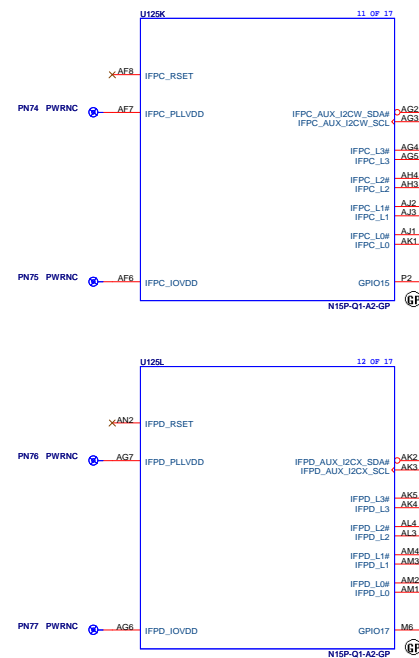 U125K 11 OF 17
AF8 IFPC_RSET
PN74 PWRNC AF7 IFPC_PLLVDD
IFPC_AUX_I2CW_SDA# AG2
IFPC_AUX_I2CW_SCL AG3
IFPC_L3# AG4
IFPC_L3 AG5
IFPC_L2# AH4
IFPC_L2 AH3
IFPC_L1# AJ2
IFPC_L1 AJ3
IFPC_L0# AJ1
IFPC_L0 AK1
PN75 PWRNC AF6 IFPC_IOVDD
GPIO15 P2
N15P-Q1-A2-GP
U125L 12 OF 17
AN2 IFPD_RSET
PN76 PWRNC AG7 IFPD_PLLVDD
IFPD_AUX_I2CX_SDA# AK2
IFPD_AUX_I2CX_SCL AK3
IFPD_L3# AK5
IFPD_L3 AK4
IFPD_L2# AL4
IFPD_L2 AL3
IFPD_L1# AM4
IFPD_L1 AM3
IFPD_L0# AM2
IFPD_L0 AM1
PN77 PWRNC AG6 IFPD_IOVDD
GPIO17 M6
N15P-Q1-A2-GP